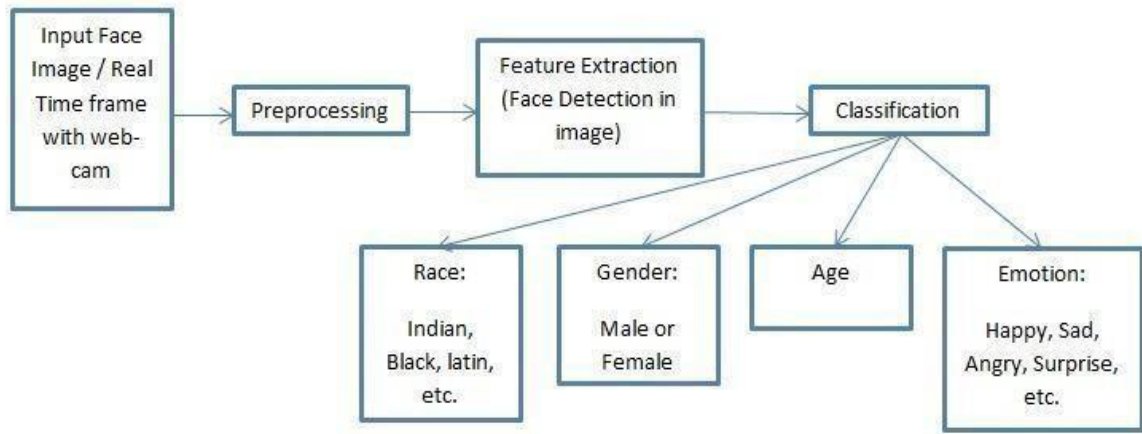 Input Face
Image / Real
Time frame
with web-
cam
Preprocessing
Feature Extraction
(Face Detection in
image)
Classification
Race:
Indian,
Black, latin,
etc.
Gender:
Male or
Female
Age
Emotion:
Happy, Sad,
Angry, Surprise,
etc.